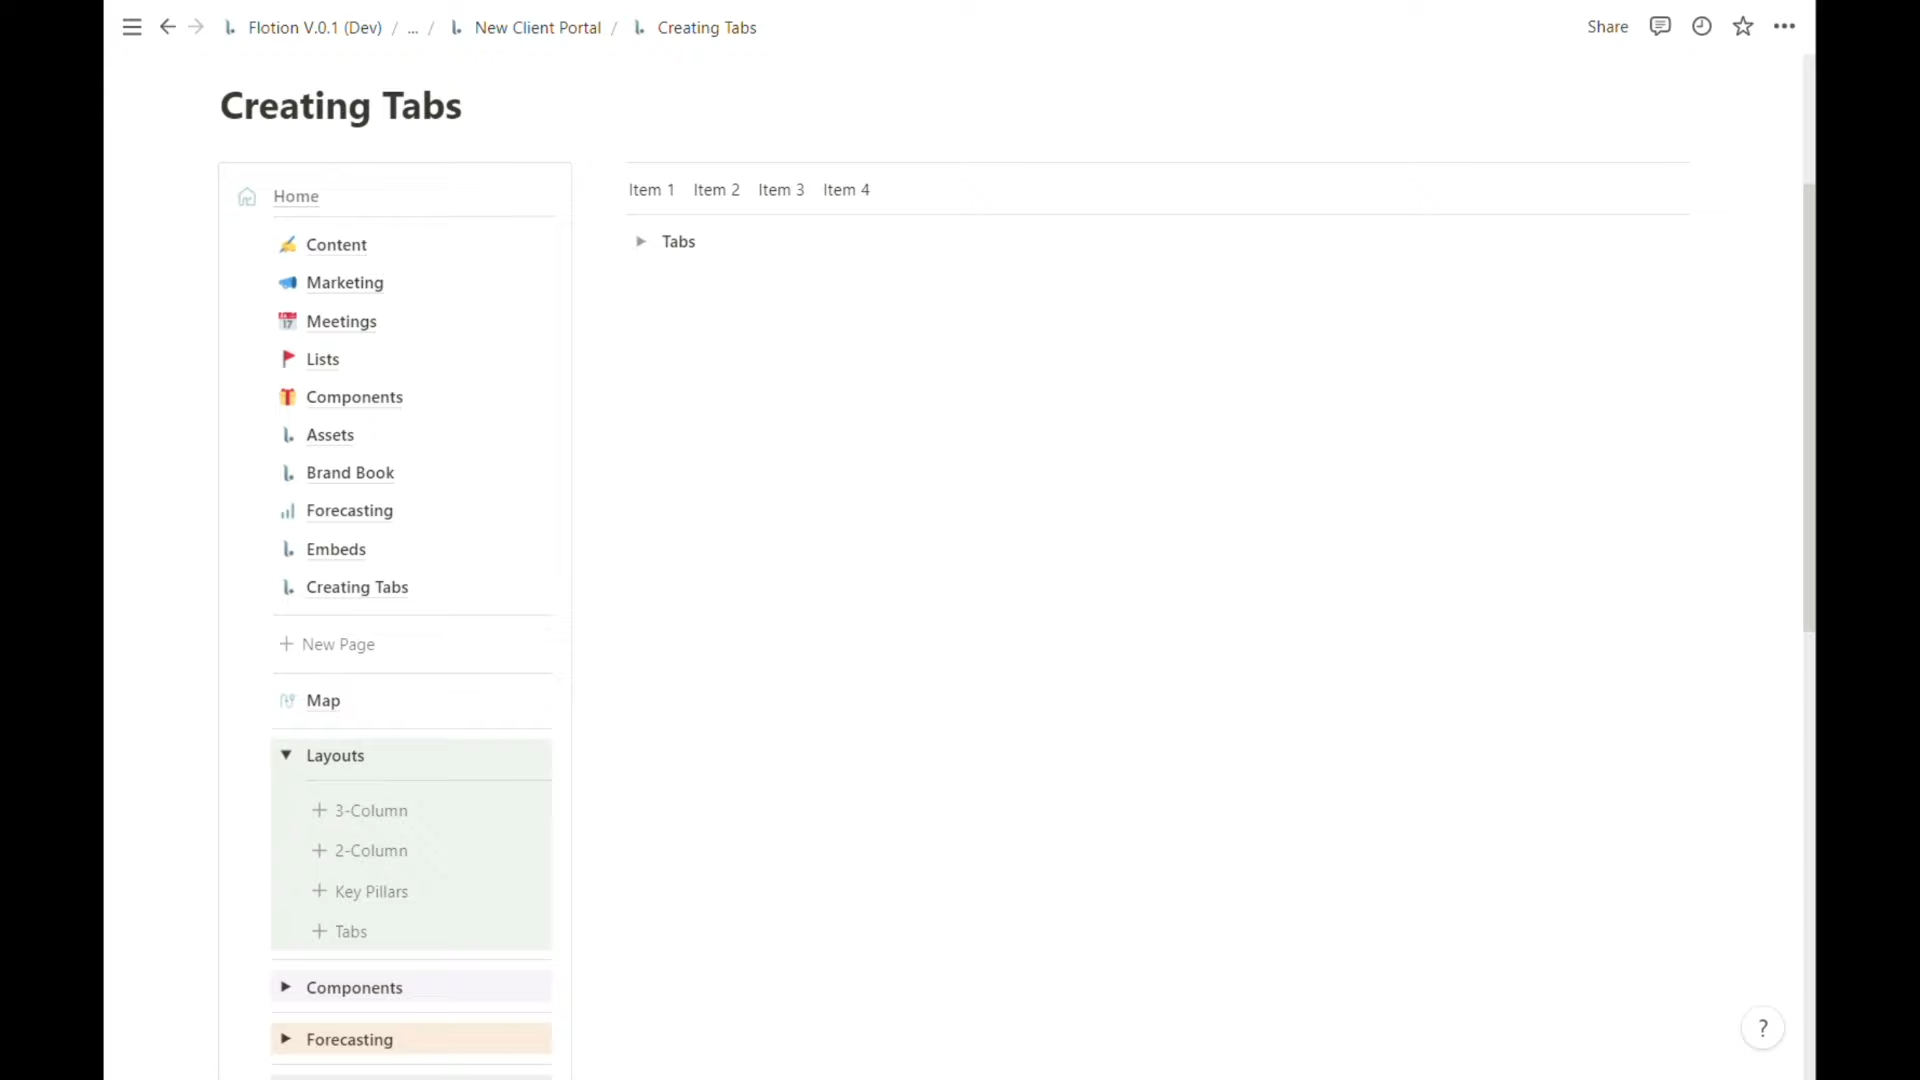 Flotion V.0.1 (Dev) / ... / New Client Portal / Creating Tabs
Share
Creating Tabs
Home
Content
Marketing
Meetings
17
Lists
Components
Assets
Brand Book
Forecasting
Embeds
Creating Tabs
+ New Page
Map
Layouts
+ 3-Column
+ 2-Column
+ Key Pillars
+ Tabs
Components
Forecasting
Item 1 Item 2 Item 3 Item 4
Tabs
?